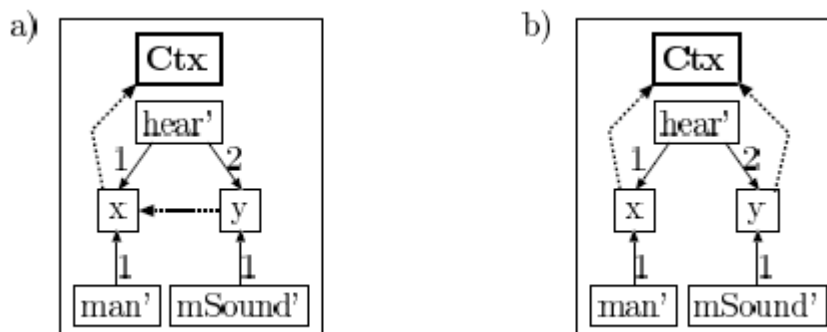 a)
Ctx
hear'
1 2
x y
1 1
man' mSound'
b)
Ctx
hear'
1 2
x y
1 1
man' mSound'